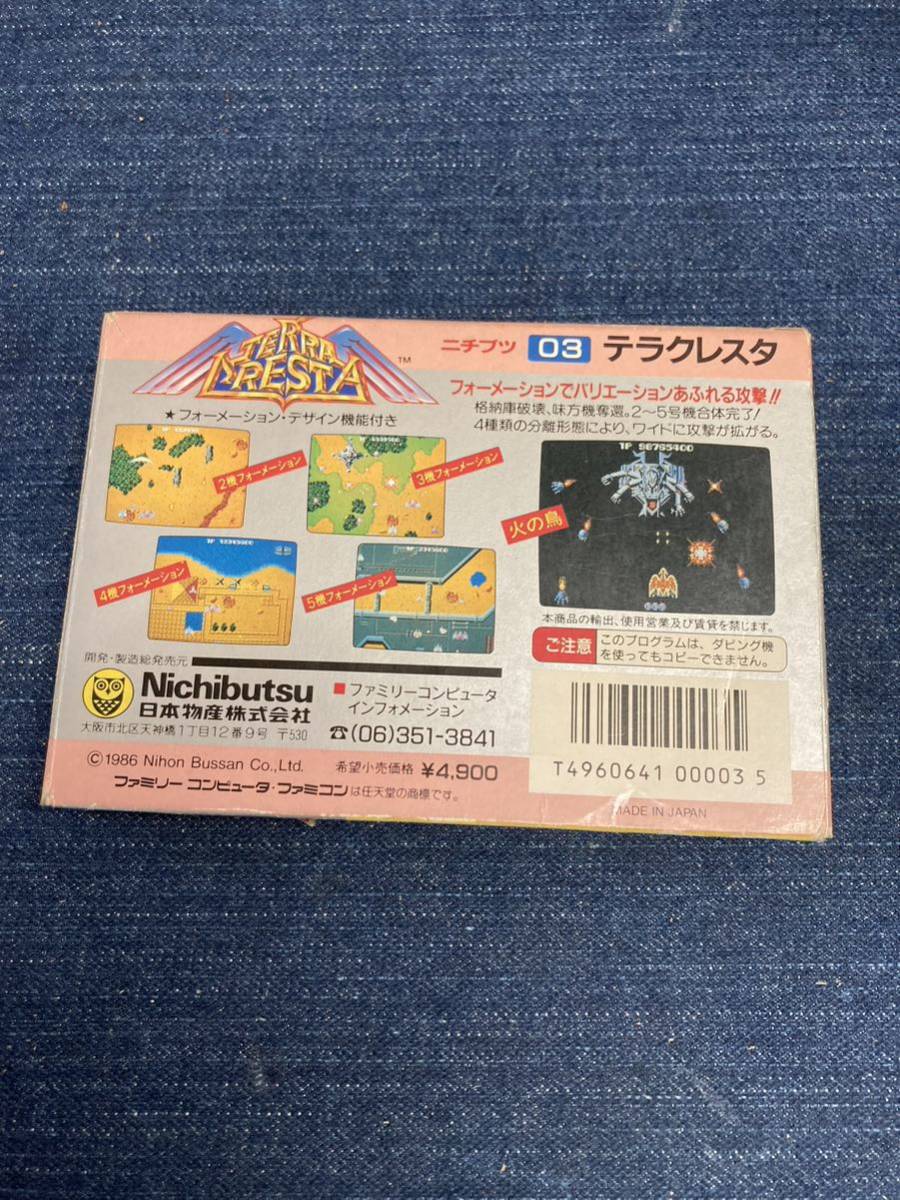 TERRA CRESTA TM
ニチブツ 03 テラクレスタ
★フォーメーション・デザイン機能付き
フォーメーションでバリエーションあふれる攻撃!!
格納庫破壊、味方機奪還。2〜5号機合体完了!
4種類の分離形態により、ワイドに攻撃が拡がる。
2機フォーメーション
3機フォーメーション
4機フォーメーション
5機フォーメーション
1P 98765400
火の鳥
本商品の輸出、使用営業及び賃貸を禁じます。
ご注意 このプログラムは、ダビング機
を使ってもコピーできません。
開発・製造総発売元
Nichibutsu
日本物産株式会社
大阪市北区天神橋1丁目12番9号 〒530
■ファミリーコンピュータ
インフォメーション
☎(06)351-3841
©1986 Nihon Bussan Co.,Ltd. 希望小売価格 ¥4,900
ファミリー コンピュータ・ファミコンは任天堂の商標です。
T4960641 00003 5
MADE IN JAPAN